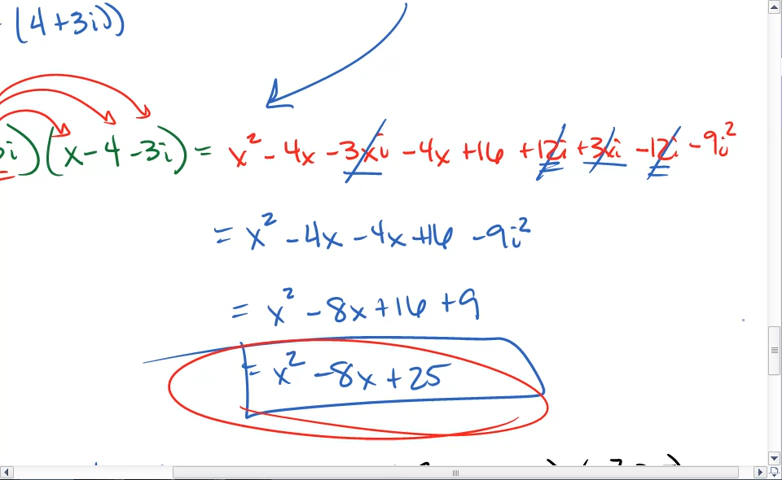 (4+3i))
i)(x-4-3i) = x² - 4x - 3xi - 4x + 16 + 12i + 3xi - 12i - 9i²
= x² - 4x - 4x + 16 - 9i²
= x² - 8x + 16 + 9
= x² - 8x + 25